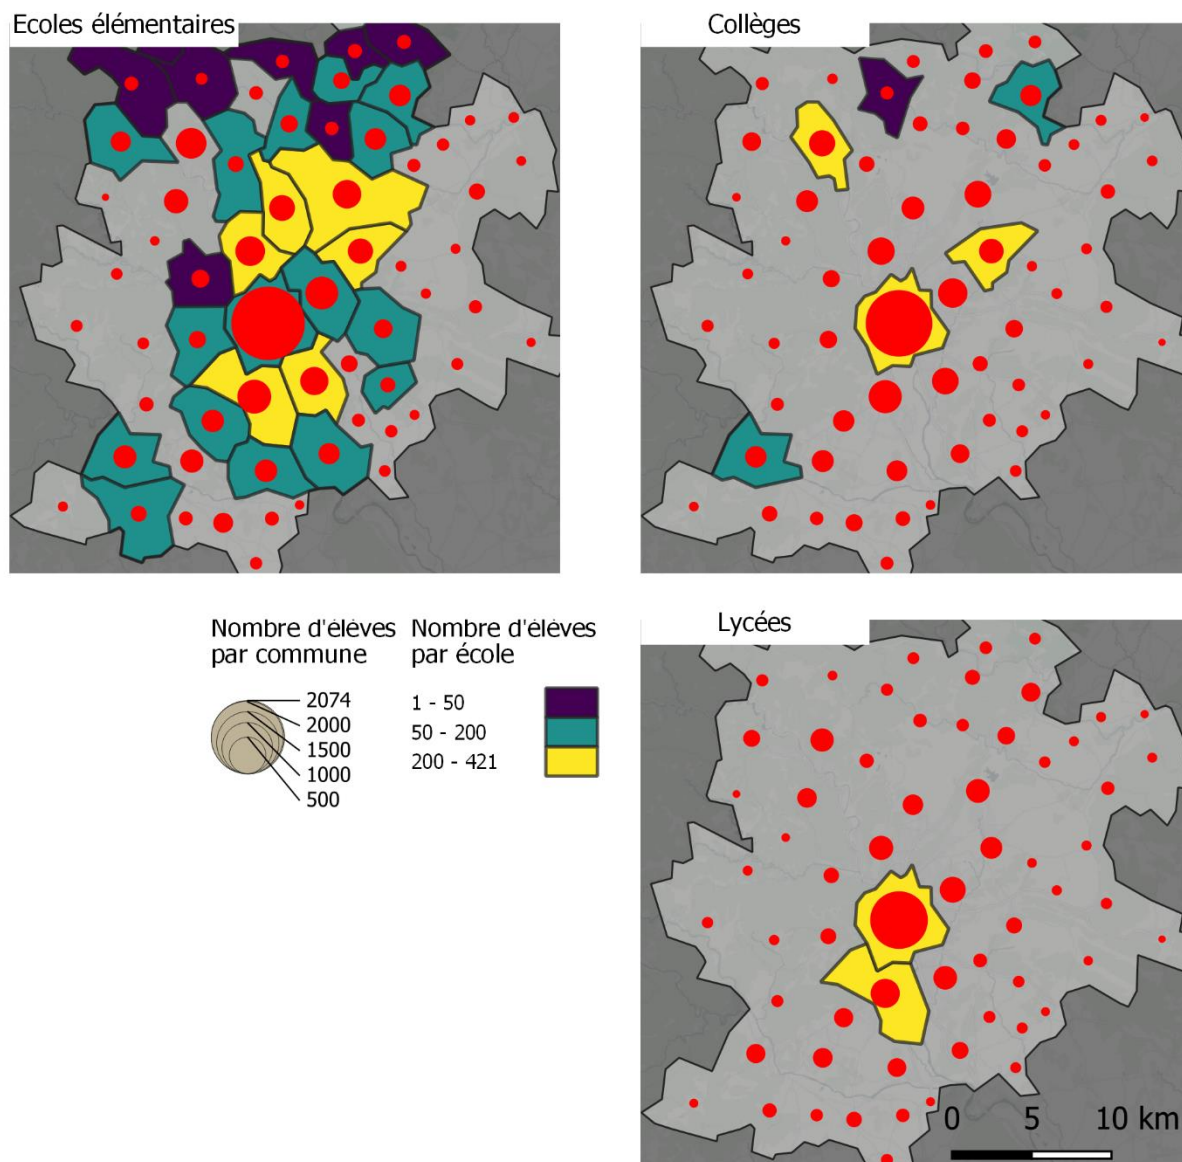 Ecoles élémentaires
Collèges
Nombre d'élèves
par commune
2074
2000
1500
1000
500
Nombre d'élèves
par école
1 - 50
50 - 200
200 - 421
Lycées
0 5 10 km